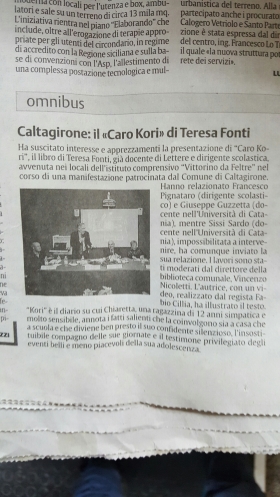 moderna con locali per l'utenza e box, ambu-
latori e sale su un terreno di circa 13 mila mq.
L'iniziativa rientra nel piano "Elaborando" che
include, oltre all'erogazione di terapie appro-
priate per gli utenti del circondario, in regime
di accredito con la Regione siciliana e sulla ba-
se di convenzioni con l'Asp, l'allestimento di
una complessa postazione tecnologica e mul-
urbanistica del terreno. Alla
partecipato anche i procurat
Calogero Vetriolo e Santo Parte
zione è stata espressa dal dir
del centro, ing. Francesco Lo T
il quale «la nuova struttura pot
rete dei servizi».
omnibus
Caltagirone: il «Caro Kori» di Teresa Fonti
Ha suscitato interesse e apprezzamenti la presentazione di "Caro Ko-
ri", il libro di Teresa Fonti, già docente di Lettere e dirigente scolastica,
avvenuta nei locali dell'istituto comprensivo "Vittorino da Feltre" nel
corso di una manifestazione patrocinata dal Comune di Caltagirone.
Hanno relazionato Francesco
Pignataro (dirigente scolasti-
co) e Giuseppe Guzzetta (do-
cente nell'Università di Cata-
nia), mentre Sissi Sardo (do-
cente nell'Università di Cata-
nia), impossibilitata a interve-
nire, ha comunque inviato la
sua relazione. I lavori sono sta-
ti moderati dal direttore della
biblioteca comunale, Vincenzo
Nicoletti. L'autrice, con un vi-
deo, realizzato dal regista Fa-
bio Cillia, ha illustrato il testo.
"Kori" è il diario su cui Chiaretta, una ragazzina di 12 anni simpatica e
molto sensibile, annota i fatti salienti che la coinvolgono sia a casa che
a scuola e che diviene ben presto il suo confidente silenzioso, l'insosti-
tuibile compagno delle sue giornate e il testimone privilegiato degli
eventi belli e meno piacevoli della sua adolescenza.